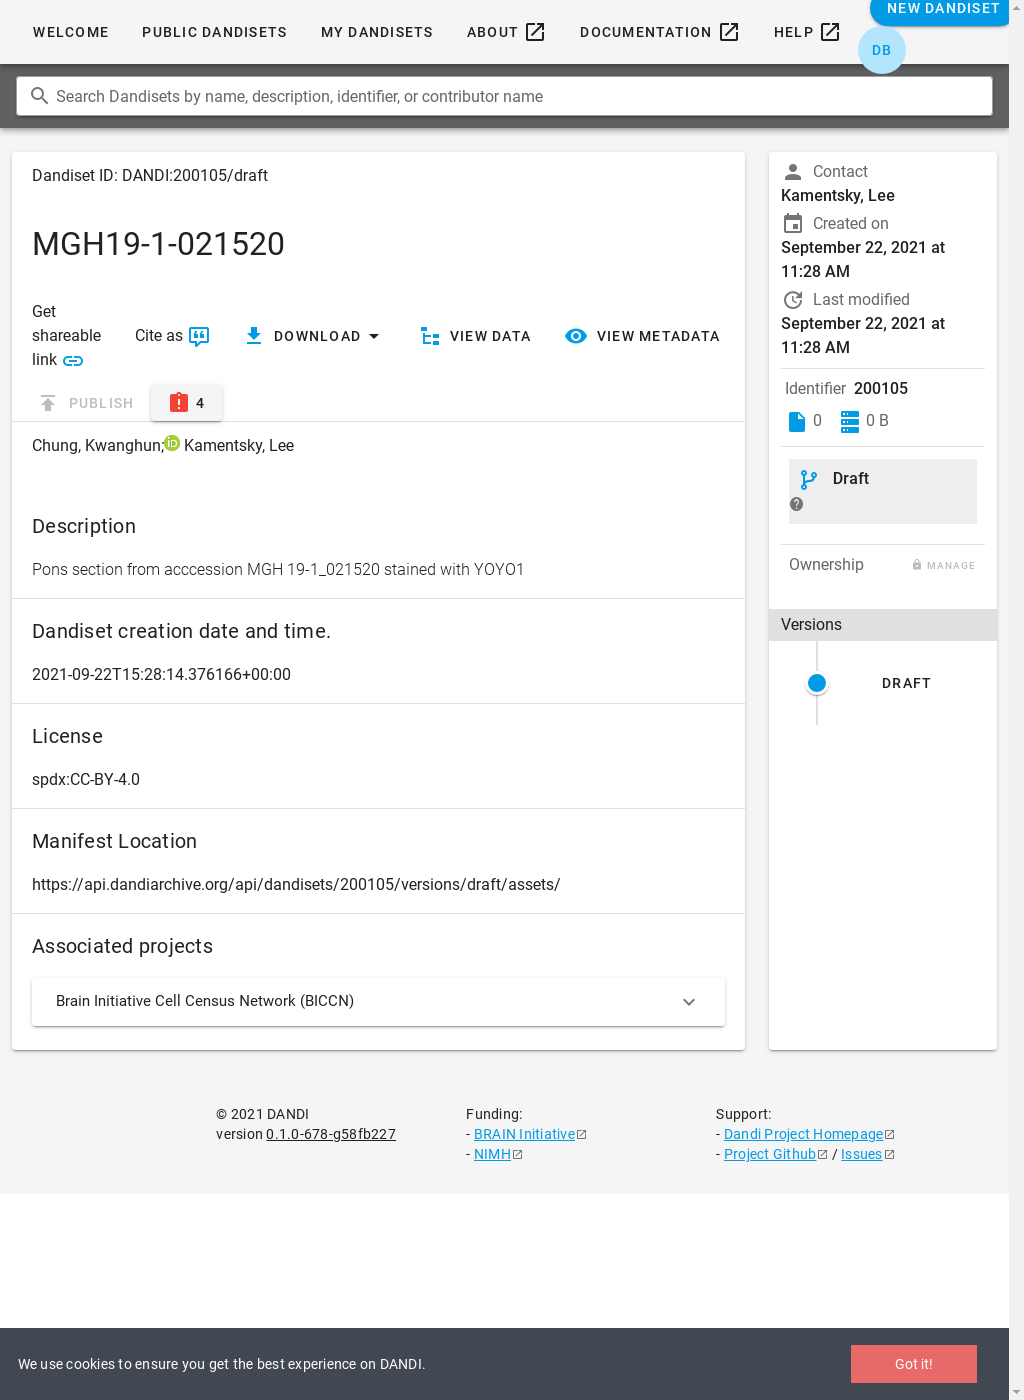 NEW DANDISET
WELCOME PUBLIC DANDISETS MY DANDISETS ABOUT DOCUMENTATION HELP
DB
Search Dandisets by name, description, identifier, or contributor name
Dandiset ID: DANDI:200105/draft
MGH19-1-021520
Get
shareable
link
Cite as
DOWNLOAD
VIEW DATA
VIEW METADATA
PUBLISH
4
Chung, Kwanghun; Kamentsky, Lee
Description
Pons section from acccession MGH 19-1_021520 stained with YOYO1
Dandiset creation date and time.
2021-09-22T15:28:14.376166+00:00
License
spdx:CC-BY-4.0
Manifest Location
https://api.dandiarchive.org/api/dandisets/200105/versions/draft/assets/
Associated projects
Brain Initiative Cell Census Network (BICCN)
Contact
Kamentsky, Lee
Created on
September 22, 2021 at
11:28 AM
Last modified
September 22, 2021 at
11:28 AM
Identifier 200105
0 0 B
Draft
Ownership MANAGE
Versions
DRAFT
© 2021 DANDI
version 0.1.0-678-g58fb227
Funding:
- BRAIN Initiative
- NIMH
Support:
- Dandi Project Homepage
- Project Github / Issues
We use cookies to ensure you get the best experience on DANDI.
Got it!